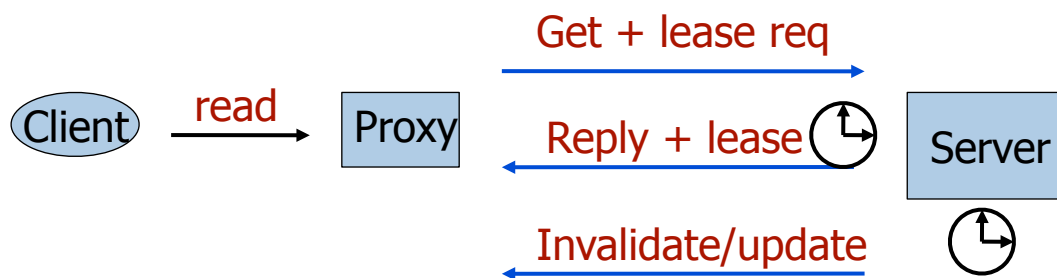 Get + lease req
Client
read
Proxy
Reply + lease
Server
Invalidate/update